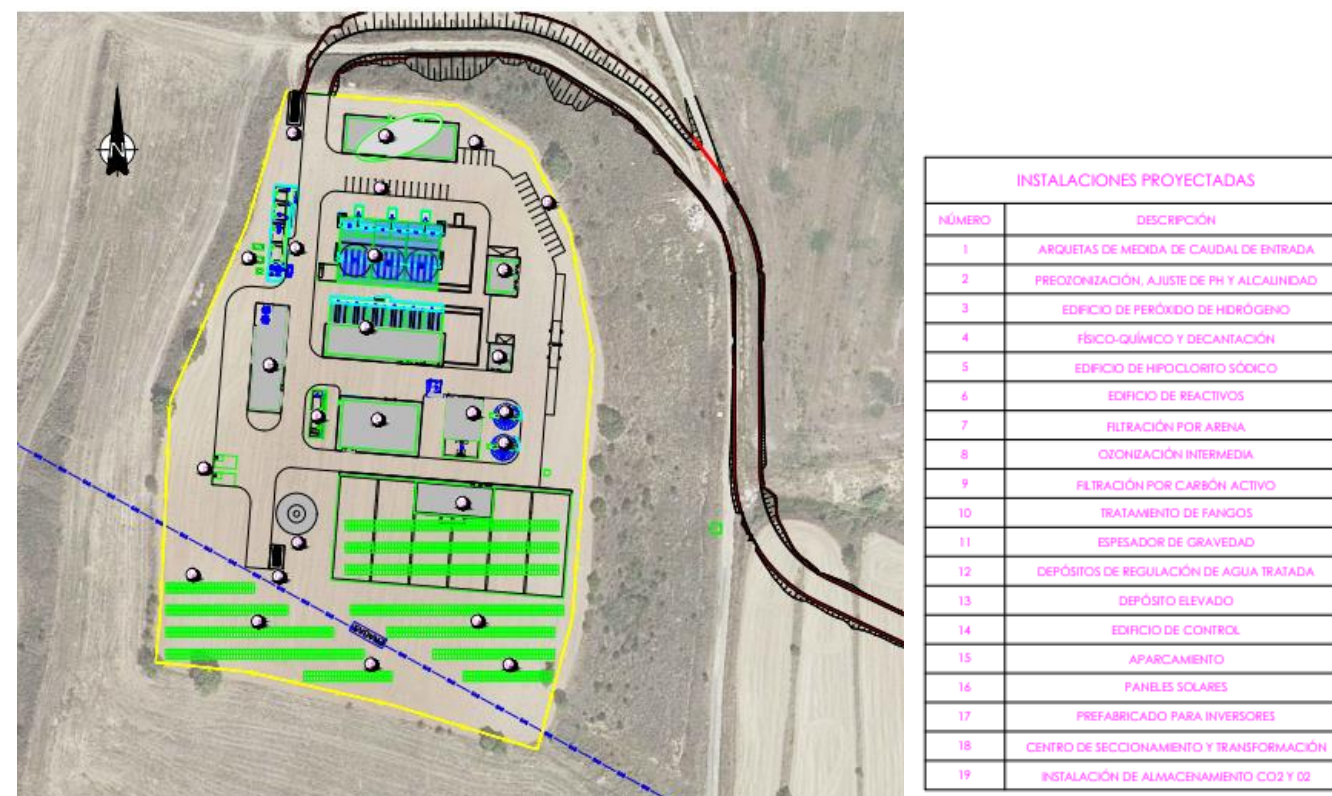 N
INSTALACIONES PROYECTADAS
NÚMERO DESCRIPCIÓN
1 ARQUETAS DE MEDIDA DE CAUDAL DE ENTRADA
2 PREOZONIZACIÓN, AJUSTE DE PH Y ALCALINIDAD
3 EDIFICIO DE PERÓXIDO DE HIDRÓGENO
4 FÍSICO-QUÍMICO Y DECANTACIÓN
5 EDIFICIO DE HIPOCLORITO SÓDICO
6 EDIFICIO DE REACTIVOS
7 FILTRACIÓN POR ARENA
8 OZONIZACIÓN INTERMEDIA
9 FILTRACIÓN POR CARBÓN ACTIVO
10 TRATAMIENTO DE FANGOS
11 ESPESADOR DE GRAVEDAD
12 DEPÓSITOS DE REGULACIÓN DE AGUA TRATADA
13 DEPÓSITO ELEVADO
14 EDIFICIO DE CONTROL
15 APARCAMIENTO
16 PANELES SOLARES
17 PREFABRICADO PARA INVERSORES
18 CENTRO DE SECCIONAMIENTO Y TRANSFORMACIÓN
19 INSTALACIÓN DE ALMACENAMIENTO CO2 Y 02